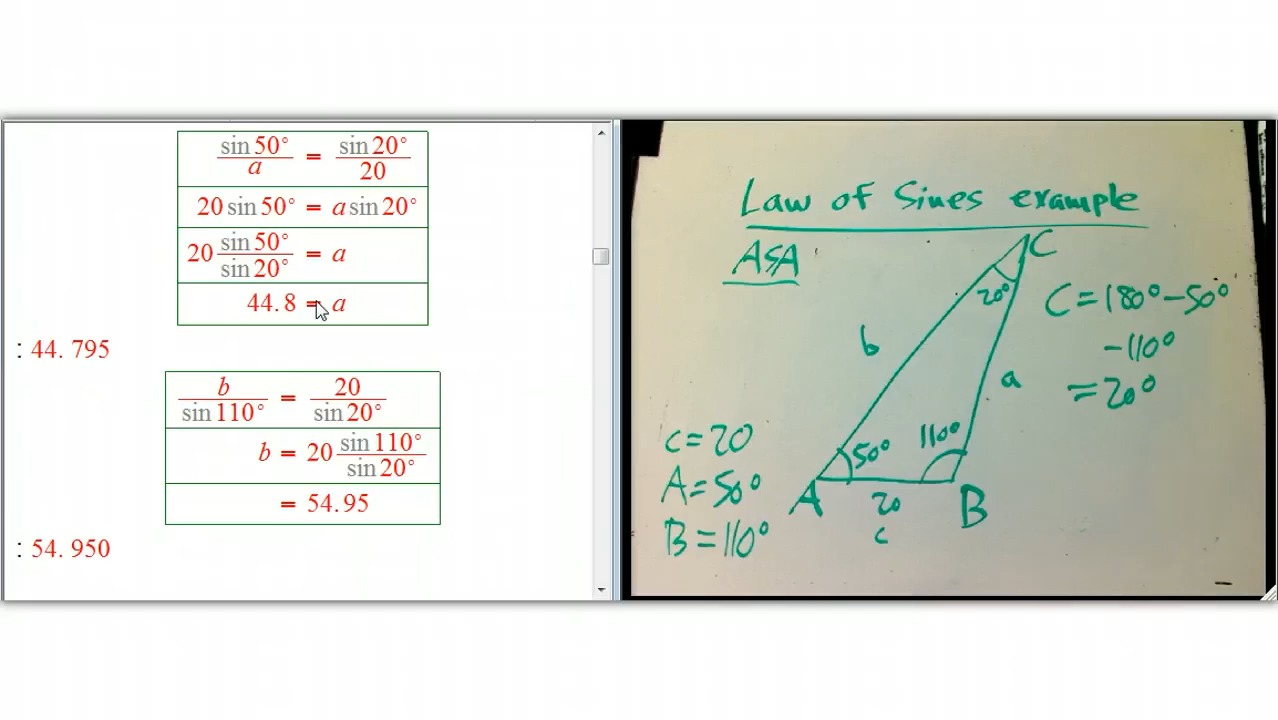 sin 50° / a = sin 20° / 20
20 sin 50° = a sin 20°
20 sin 50° / sin 20° = a
44.8 = a
: 44. 795
b / sin 110° = 20 / sin 20°
b = 20 sin 110° / sin 20°
= 54.95
: 54. 950
Law of Sines example
ASA
C
20°
C = 180° - 50°
- 110°
= 20°
b
a
c = 20
A = 50°
B = 110°
50°
110°
A
20
B
c